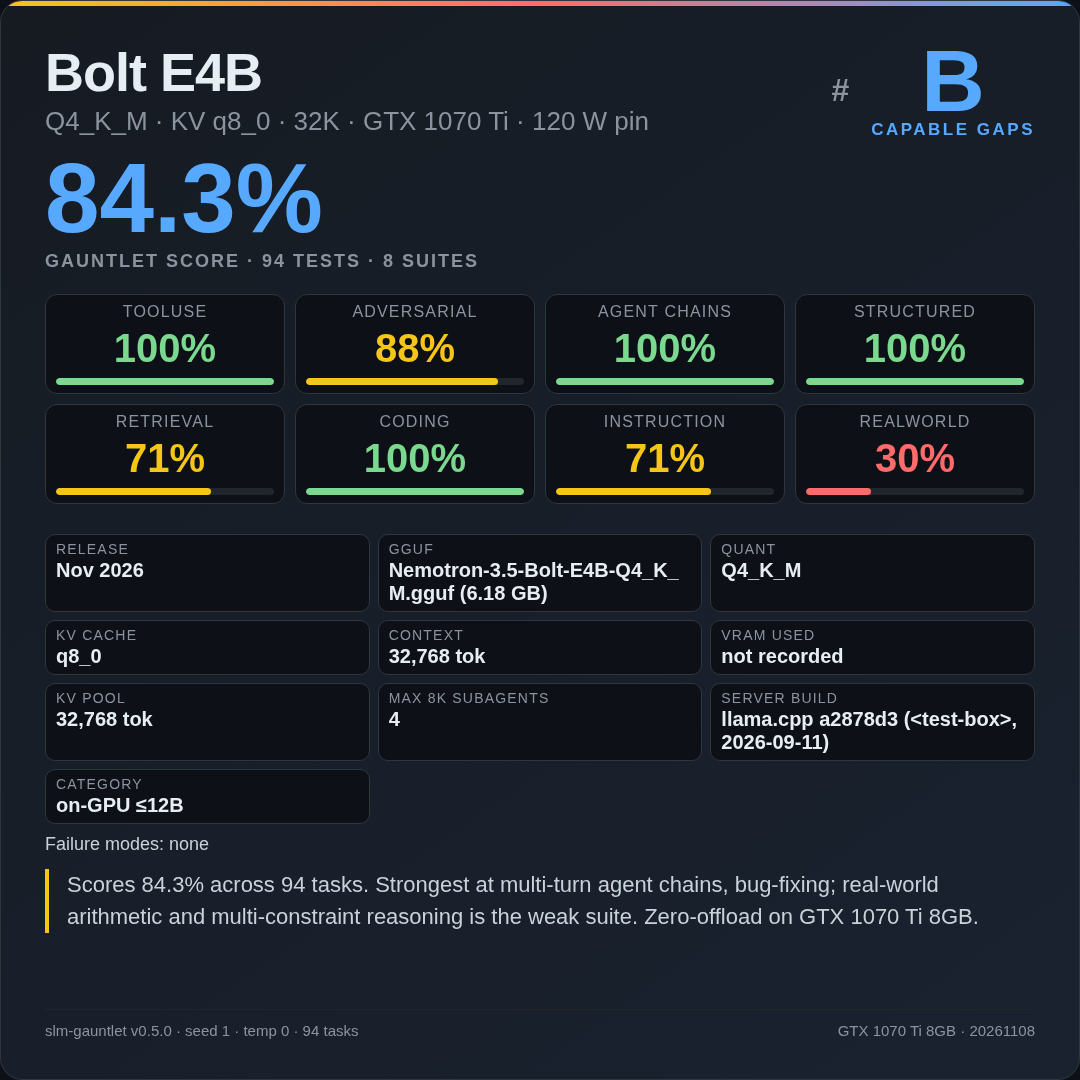 Bolt E4B
Q4_K_M · KV q8_0 · 32K · GTX 1070 Ti · 120 W pin
#
B
CAPABLE GAPS
84.3%
GAUNTLET SCORE · 94 TESTS · 8 SUITES
TOOLUSE
100%
ADVERSARIAL
88%
AGENT CHAINS
100%
STRUCTURED
100%
RETRIEVAL
71%
CODING
100%
INSTRUCTION
71%
REALWORLD
30%
RELEASE
Nov 2026
GGUF
Nemotron-3.5-Bolt-E4B-Q4_K_
M.gguf (6.18 GB)
QUANT
Q4_K_M
KV CACHE
q8_0
CONTEXT
32,768 tok
VRAM USED
not recorded
KV POOL
32,768 tok
MAX 8K SUBAGENTS
4
SERVER BUILD
llama.cpp a2878d3 (<test-box>,
2026-09-11)
CATEGORY
on-GPU ≤12B
Failure modes: none
Scores 84.3% across 94 tasks. Strongest at multi-turn agent chains, bug-fixing; real-world
arithmetic and multi-constraint reasoning is the weak suite. Zero-offload on GTX 1070 Ti 8GB.
slm-gauntlet v0.5.0 · seed 1 · temp 0 · 94 tasks
GTX 1070 Ti 8GB · 20261108